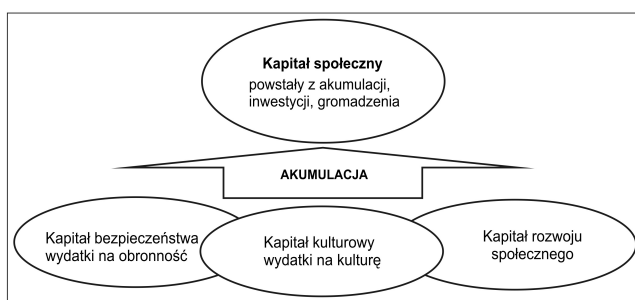 Kapitał społeczny
powstały z akumulacji,
inwestycji, gromadzenia
AKUMULACJA
Kapitał bezpieczeństwa
wydatki na obronność
Kapitał kulturowy
wydatki na kulturę
Kapitał rozwoju
społecznego